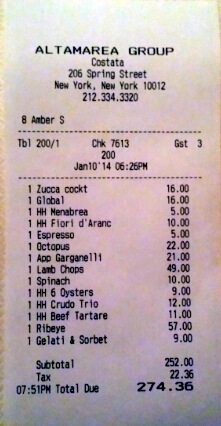 ALTAMAREA GROUP
Costata
206 Spring Street
New York, New York 10012
212.334.3320
8 Amber S
Tbl 200/1 Chk 7613 Gst 3
200
Jan10'14 06:26PM
1 Zucca cockt 16.00
1 Global 16.00
1 HH Menabrea 5.00
1 HH Fiori d'Aranc 10.00
1 Espresso 5.00
1 Octopus 22.00
1 App Garganelli 21.00
1 Lamb Chops 49.00
1 Spinach 10.00
1 HH 6 Oysters 9.00
1 HH Crudo Trio 12.00
1 HH Beef Tartare 11.00
1 Ribeye 57.00
1 Gelati & Sorbet 9.00
Subtotal 252.00
Tax 22.36
07:51PM Total Due 274.36